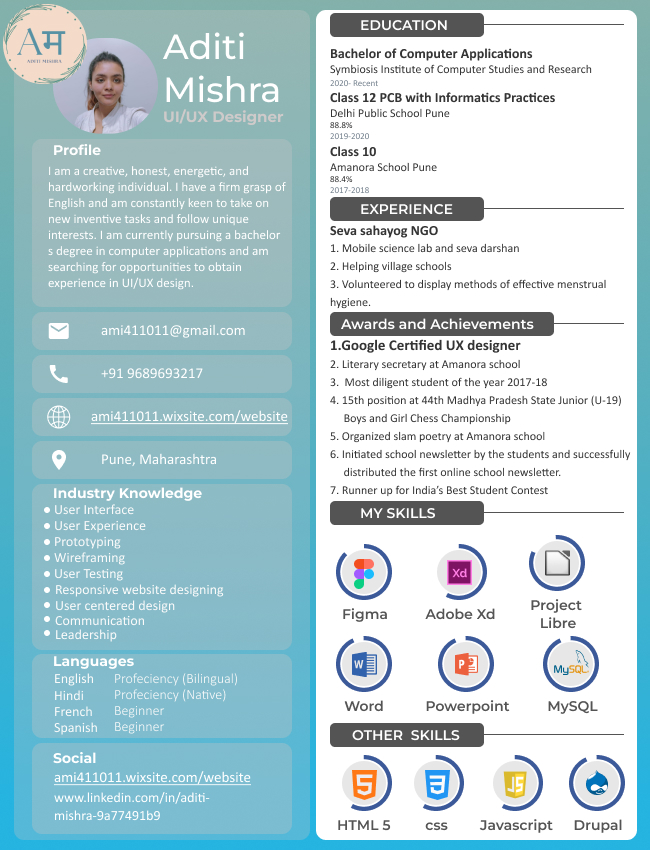 Aम
ADITI MISHRA
Aditi
Mishra
UI/UX Designer
Profile
I am a creative, honest, energetic, and
hardworking individual. I have a firm grasp of
English and am constantly keen to take on
new inventive tasks and follow unique
interests. I am currently pursuing a bachelor
s degree in computer applications and am
searching for opportunities to obtain
experience in UI/UX design.
ami411011@gmail.com
+91 9689693217
ami411011.wixsite.com/website
Pune, Maharashtra
Industry Knowledge
User Interface
User Experience
Prototyping
Wireframing
User Testing
Responsive website designing
User centered design
Communication
Leadership
Languages
English Profeciency (Bilingual)
Hindi Profeciency (Native)
French Beginner
Spanish Beginner
Social
ami411011.wixsite.com/website
www.linkedin.com/in/aditi-
mishra-9a77491b9
EDUCATION
Bachelor of Computer Applications
Symbiosis Institute of Computer Studies and Research
2020- Recent
Class 12 PCB with Informatics Practices
Delhi Public School Pune
88.8%
2019-2020
Class 10
Amanora School Pune
88.4%
2017-2018
EXPERIENCE
Seva sahayog NGO
1. Mobile science lab and seva darshan
2. Helping village schools
3. Volunteered to display methods of effective menstrual
hygiene.
Awards and Achievements
1.Google Certified UX designer
2. Literary secretary at Amanora school
3. Most diligent student of the year 2017-18
4. 15th position at 44th Madhya Pradesh State Junior (U-19)
Boys and Girl Chess Championship
5. Organized slam poetry at Amanora school
6. Initiated school newsletter by the students and successfully
distributed the first online school newsletter.
7. Runner up for India's Best Student Contest
MY SKILLS
Xd
Figma Adobe Xd Project
Libre
W P MySQL
Word Powerpoint MySQL
OTHER SKILLS
5 3 JS
HTML 5 css Javascript Drupal